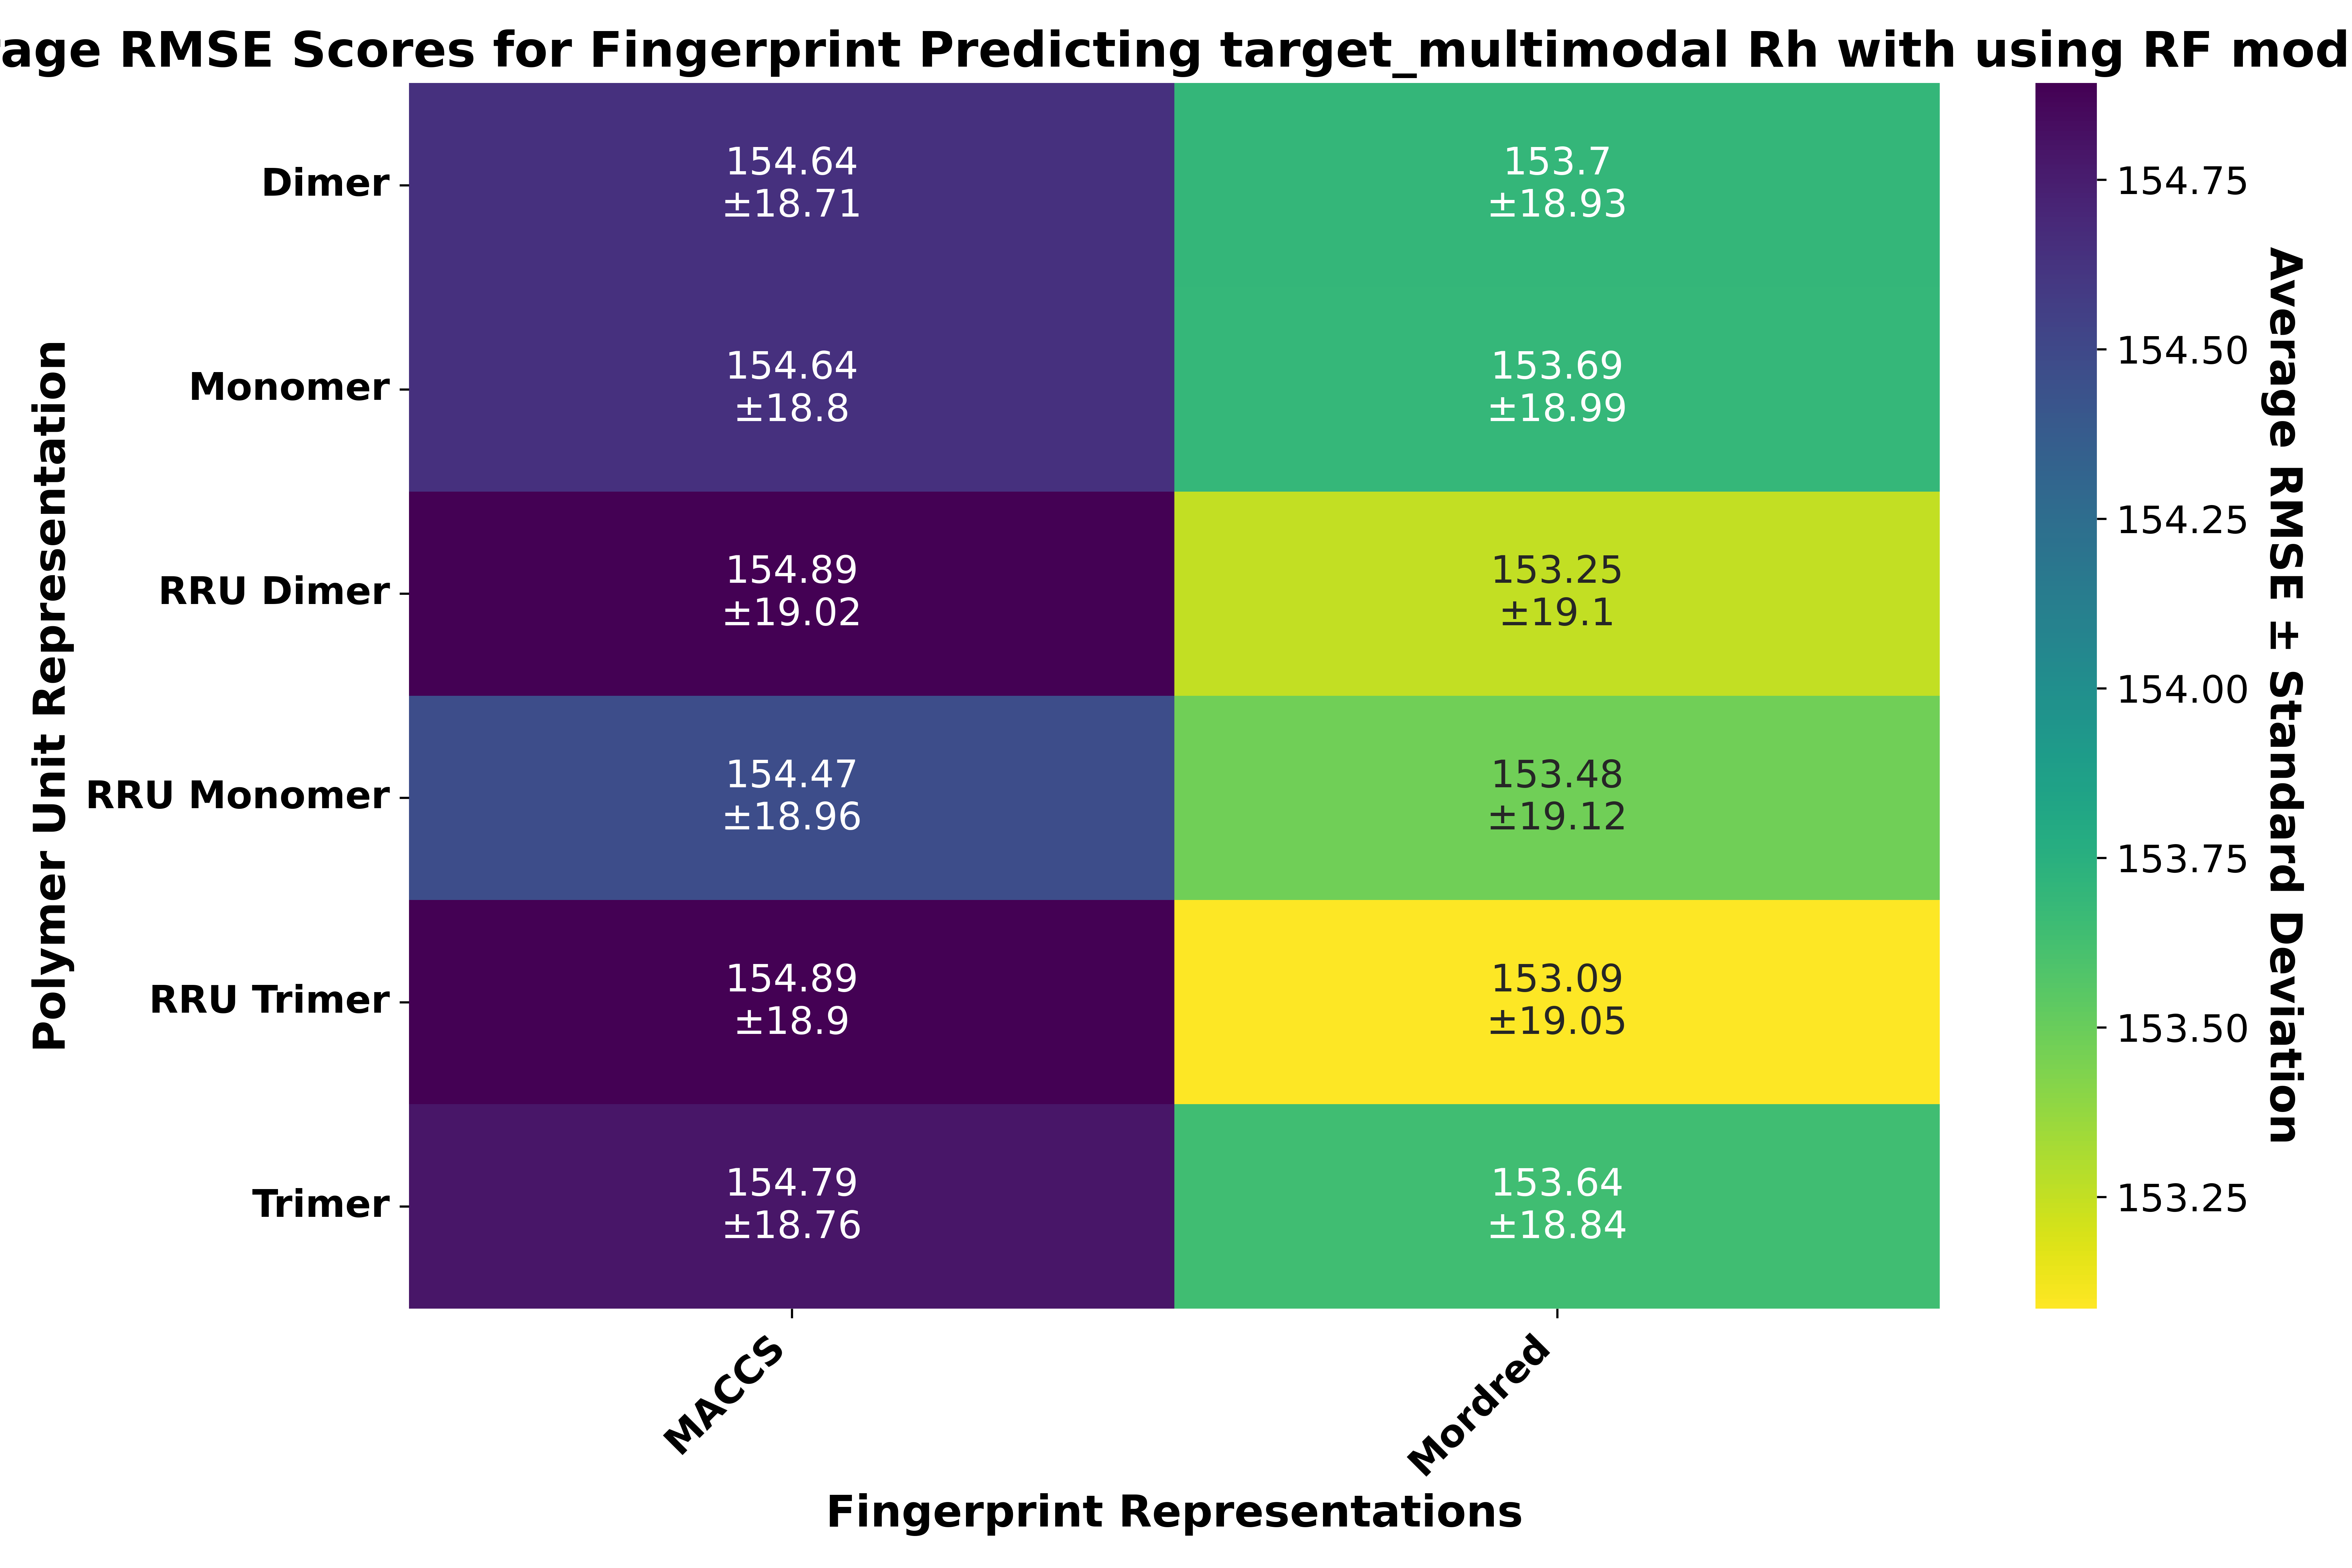 age RMSE Scores for Fingerprint Predicting target_multimodal Rh with using RF mod
Polymer Unit Representation
Dimer
154.64
±18.71
153.7
±18.93
Monomer
154.64
±18.8
153.69
±18.99
RRU Dimer
154.89
±19.02
153.25
±19.1
RRU Monomer
154.47
±18.96
153.48
±19.12
RRU Trimer
154.89
±18.9
153.09
±19.05
Trimer
154.79
±18.76
153.64
±18.84
MACCS
Mordred
Fingerprint Representations
154.75
154.50
154.25
154.00
153.75
153.50
153.25
Average RMSE ± Standard Deviation